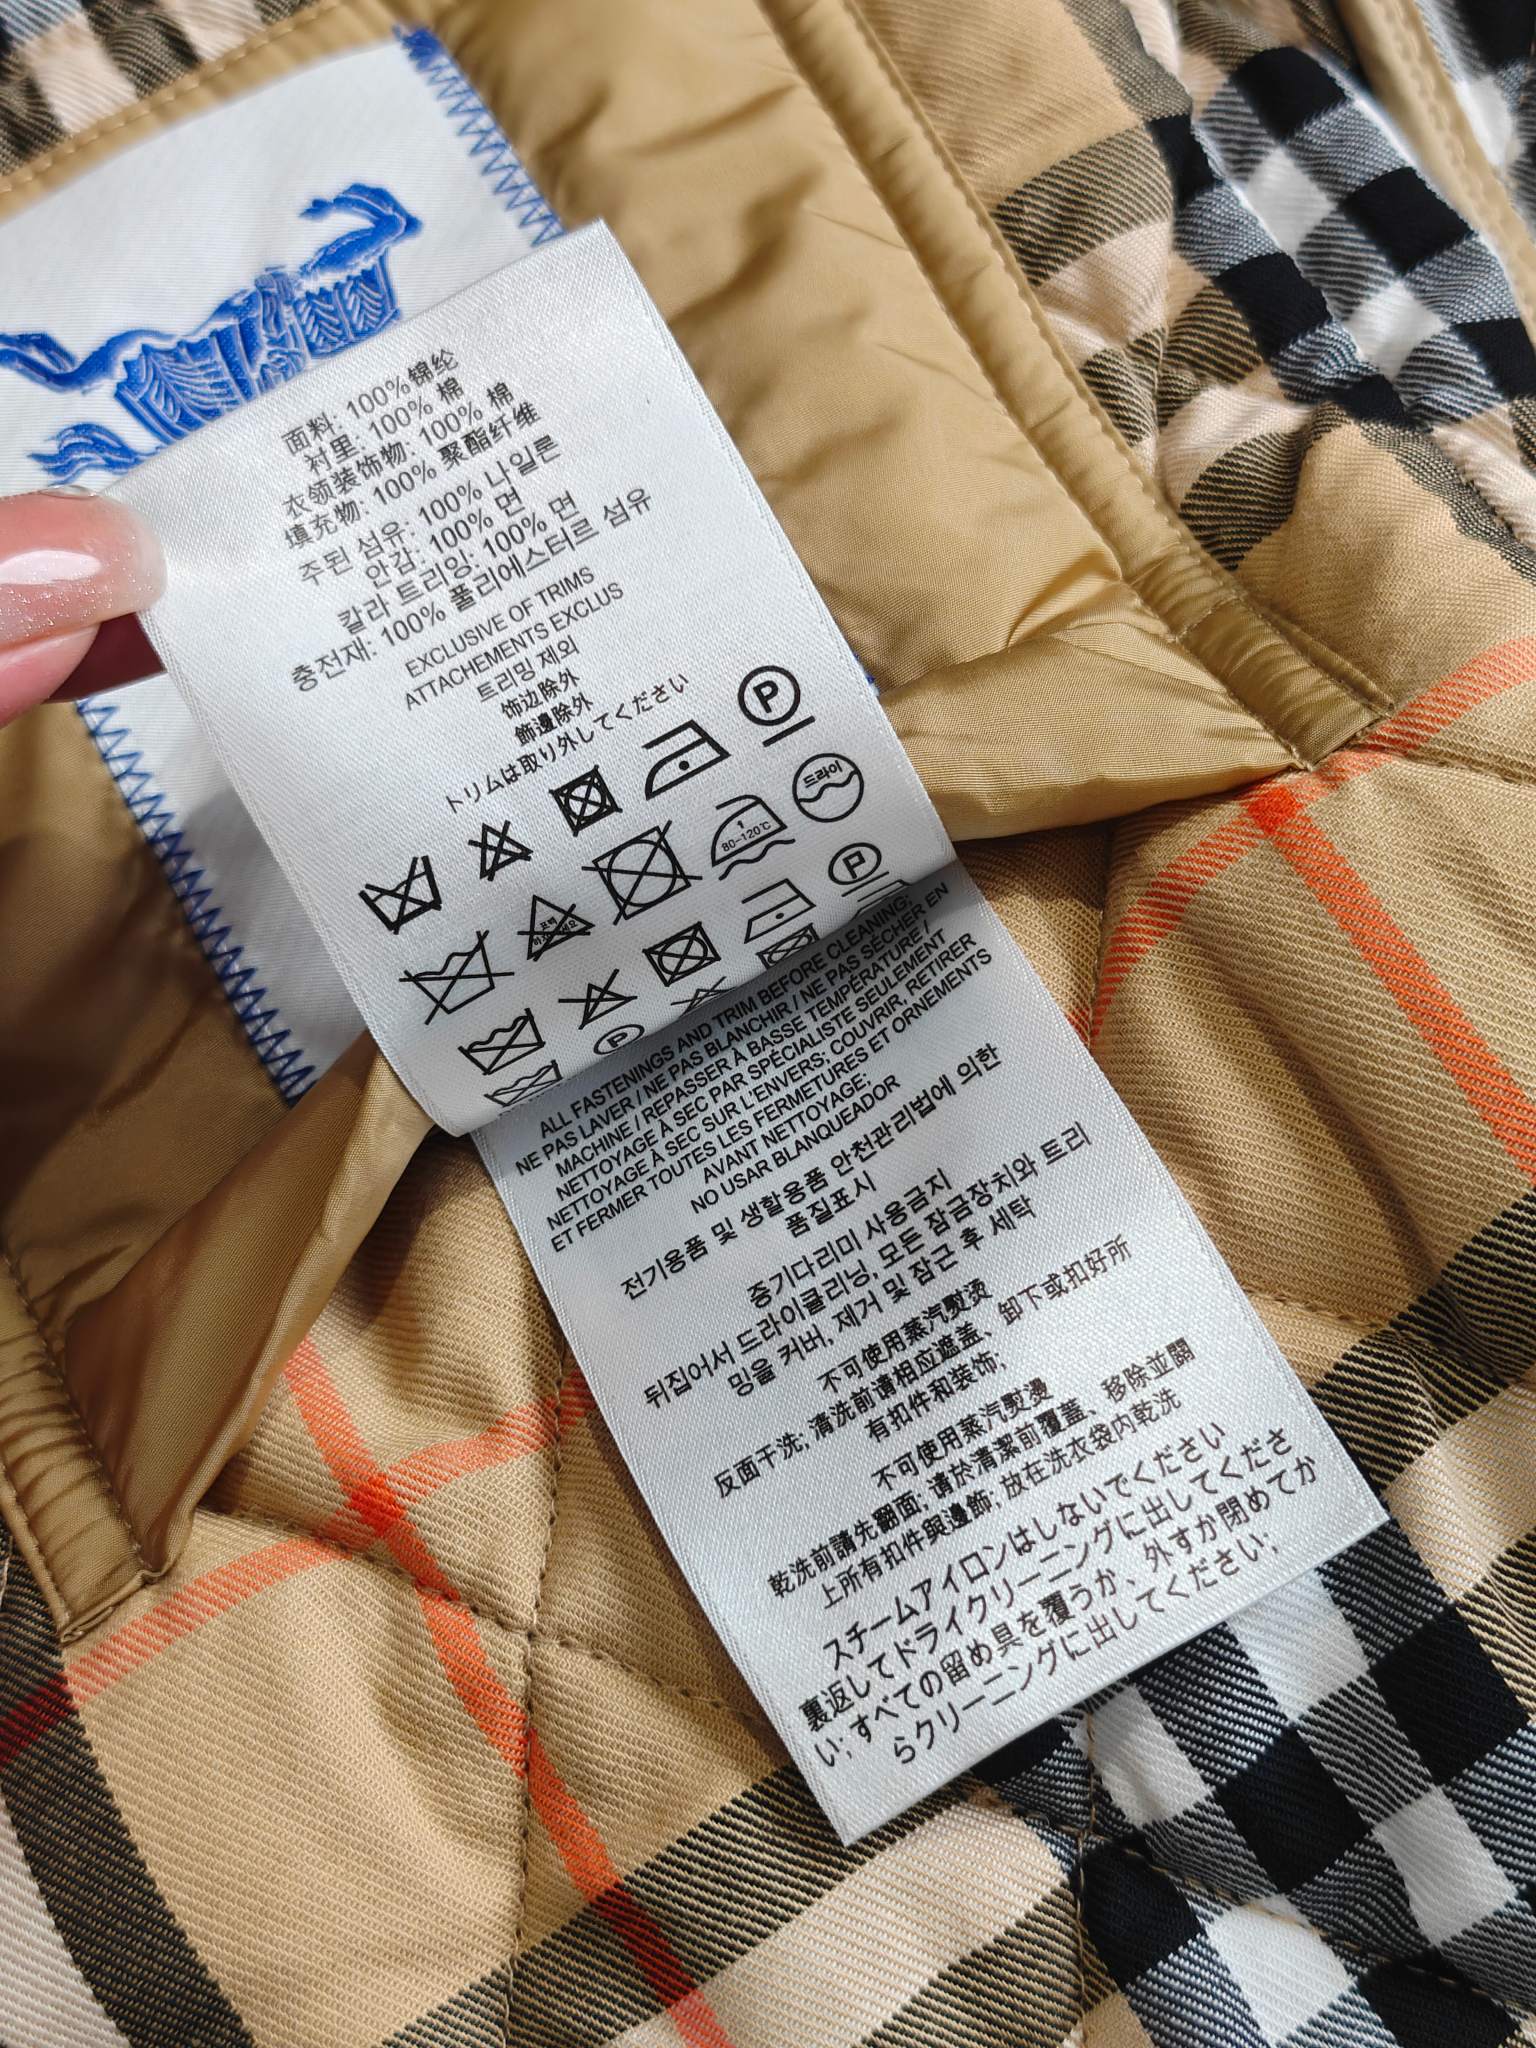 面料: 100%锦纶
衬里: 100% 棉
衣领装饰物: 100% 棉
填充物: 100% 聚酯纤维
주된 섬유: 100% 나일론
안감: 100% 면
칼라 트리밍: 100% 면
충전재: 100% 폴리에스터르 섬유
EXCLUSIVE OF TRIMS
ATTACHEMENTS EXCLUS
트리밍 제외
饰边除外
飾邊除外
トリムは取り外してください
P
드라이
1
80-120℃
P
P
ALL FASTENINGS AND TRIM BEFORE CLEANING;
NE PAS LAVER / NE PAS BLANCHIR / NE PAS SÉCHER EN
MACHINE / REPASSER À BASSE TEMPÉRATURE /
NETTOYAGE À SEC PAR SPÉCIALISTE SEULEMENT
NETTOYAGE À SEC SUR L'ENVERS; COUVRIR, RETIRER
ET FERMER TOUTES LES FERMETURES ET ORNEMENTS
AVANT NETTOYAGE;
NO USAR BLANQUEADOR
전기용품 및 생활용품 안천관리법에 의한
품질표시
증기다리미 사용금지
뒤집어서 드라이클리닝, 모든 잠금장치와 트리
밍을 커버, 제거 및 잠근 후 세탁
不可使用蒸汽熨烫
反面干洗; 清洗前请相应遮盖、卸下或扣好所
有扣件和装饰;
不可使用蒸汽熨燙
乾洗前請先翻面; 请於清潔前覆蓋、移除並關
上所有扣件與邊飾; 放在洗衣袋内乾洗
スチームアイロンはしないでください
裏返してドライクリーニングに出してくださ
い; すべての留め具を覆うか、外すか閉めてか
らクリーニングに出してください;